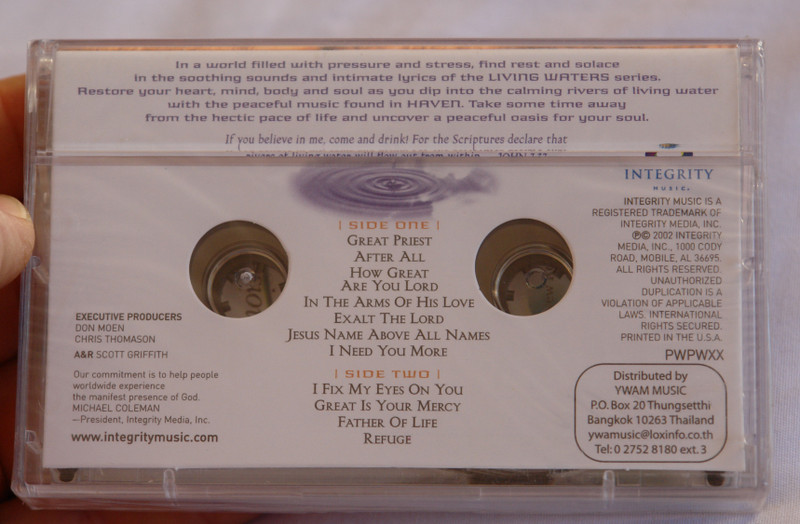 In a world filled with pressure and stress, find rest and solace
in the soothing sounds and intimate lyrics of the LIVING WATERS series.
Restore your heart, mind, body and soul as you dip into the calming rivers of living water
with the peaceful music found in HAVEN. Take some time away
from the hectic pace of life and uncover a peaceful oasis for your soul.
If you believe in me, come and drink! For the Scriptures declare that
rivers of living water will flow out from within
INTEGRITY
MUSIC®
INTEGRITY MUSIC IS A
REGISTERED TRADEMARK OF
INTEGRITY MEDIA, INC.
℗© 2002 INTEGRITY
MEDIA, INC., 1000 CODY
ROAD, MOBILE, AL 36695.
ALL RIGHTS RESERVED.
UNAUTHORIZED
DUPLICATION IS A
VIOLATION OF APPLICABLE
LAWS. INTERNATIONAL
RIGHTS SECURED.
PRINTED IN THE U.S.A.
PWPWXX
| SIDE ONE |
GREAT PRIEST
AFTER ALL
HOW GREAT
ARE YOU LORD
IN THE ARMS OF HIS LOVE
EXALT THE LORD
JESUS NAME ABOVE ALL NAMES
I NEED YOU MORE
| SIDE TWO |
I FIX MY EYES ON YOU
GREAT IS YOUR MERCY
FATHER OF LIFE
REFUGE
EXECUTIVE PRODUCERS
DON MOEN
CHRIS THOMASON
A&R SCOTT GRIFFITH
Our commitment is to help people
worldwide experience
the manifest presence of God.
MICHAEL COLEMAN
—President, Integrity Media, Inc.
www.integritymusic.com
Distributed by
YWAM MUSIC
P.O. Box 20 Thungsetthi
Bangkok 10263 Thailand
ywamusic@loxinfo.co.th
Tel: 0 2752 8180 ext. 3